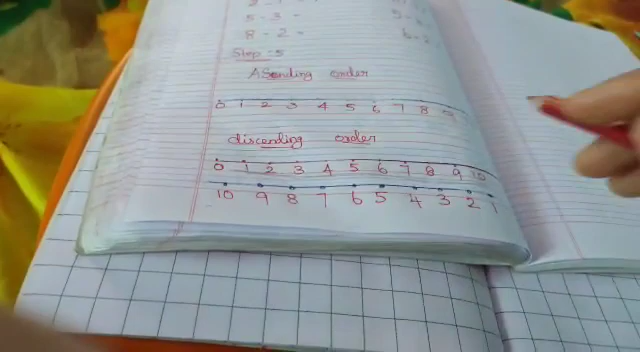 5 - 3 =
8 - 2 =
Step :- 5
ASending order
0 1 2 3 4 5 6 7 8
discending order
0 1 2 3 4 5 6 7 8 9 10
10 9 8 7 6 5 4 3 2 1